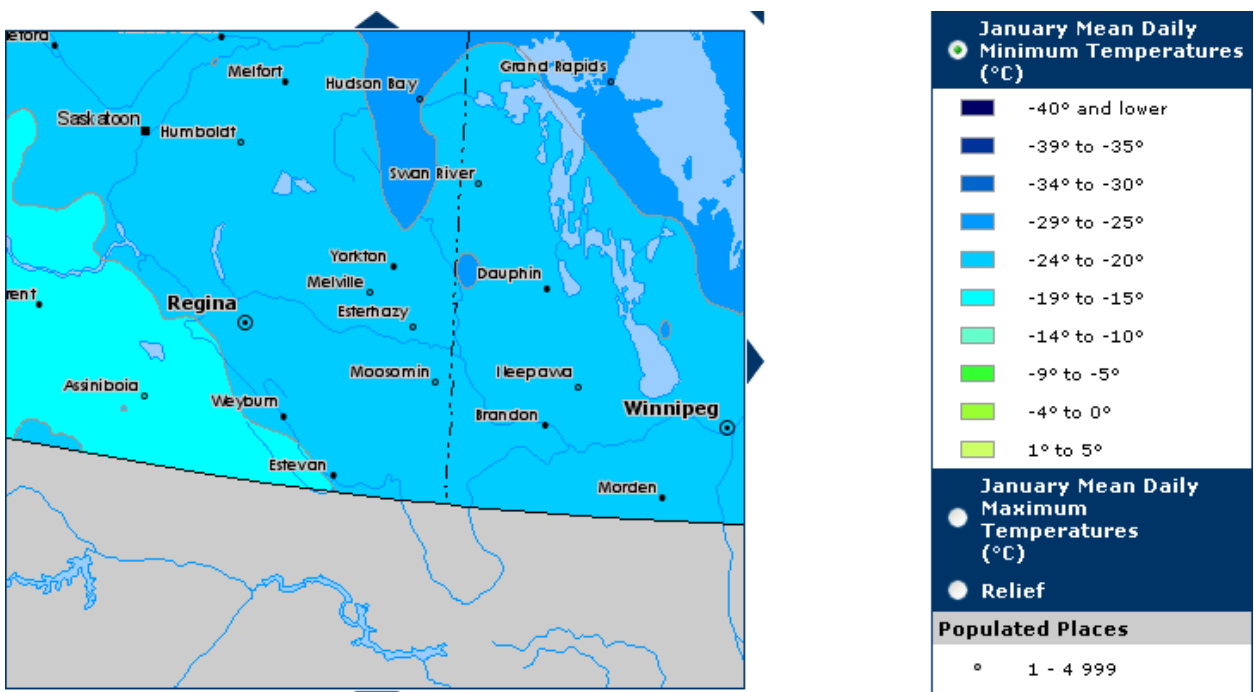 Melfort
Hudson Bay
Grand Rapids
Saskatoon
Humboldt
Swan River
Yorkton
Dauphin
Melville
Regina
Esterhazy
Moosomin
Assiniboia
Weyburn
Brandon
Winnipeg
Estevan
Morden
January Mean Daily
Minimum Temperatures
(°C)
-40° and lower
-39° to -35°
-34° to -30°
-29° to -25°
-24° to -20°
-19° to -15°
-14° to -10°
-9° to -5°
-4° to 0°
1° to 5°
January Mean Daily
Maximum
Temperatures
(°C)
Relief
Populated Places
1 - 4 999